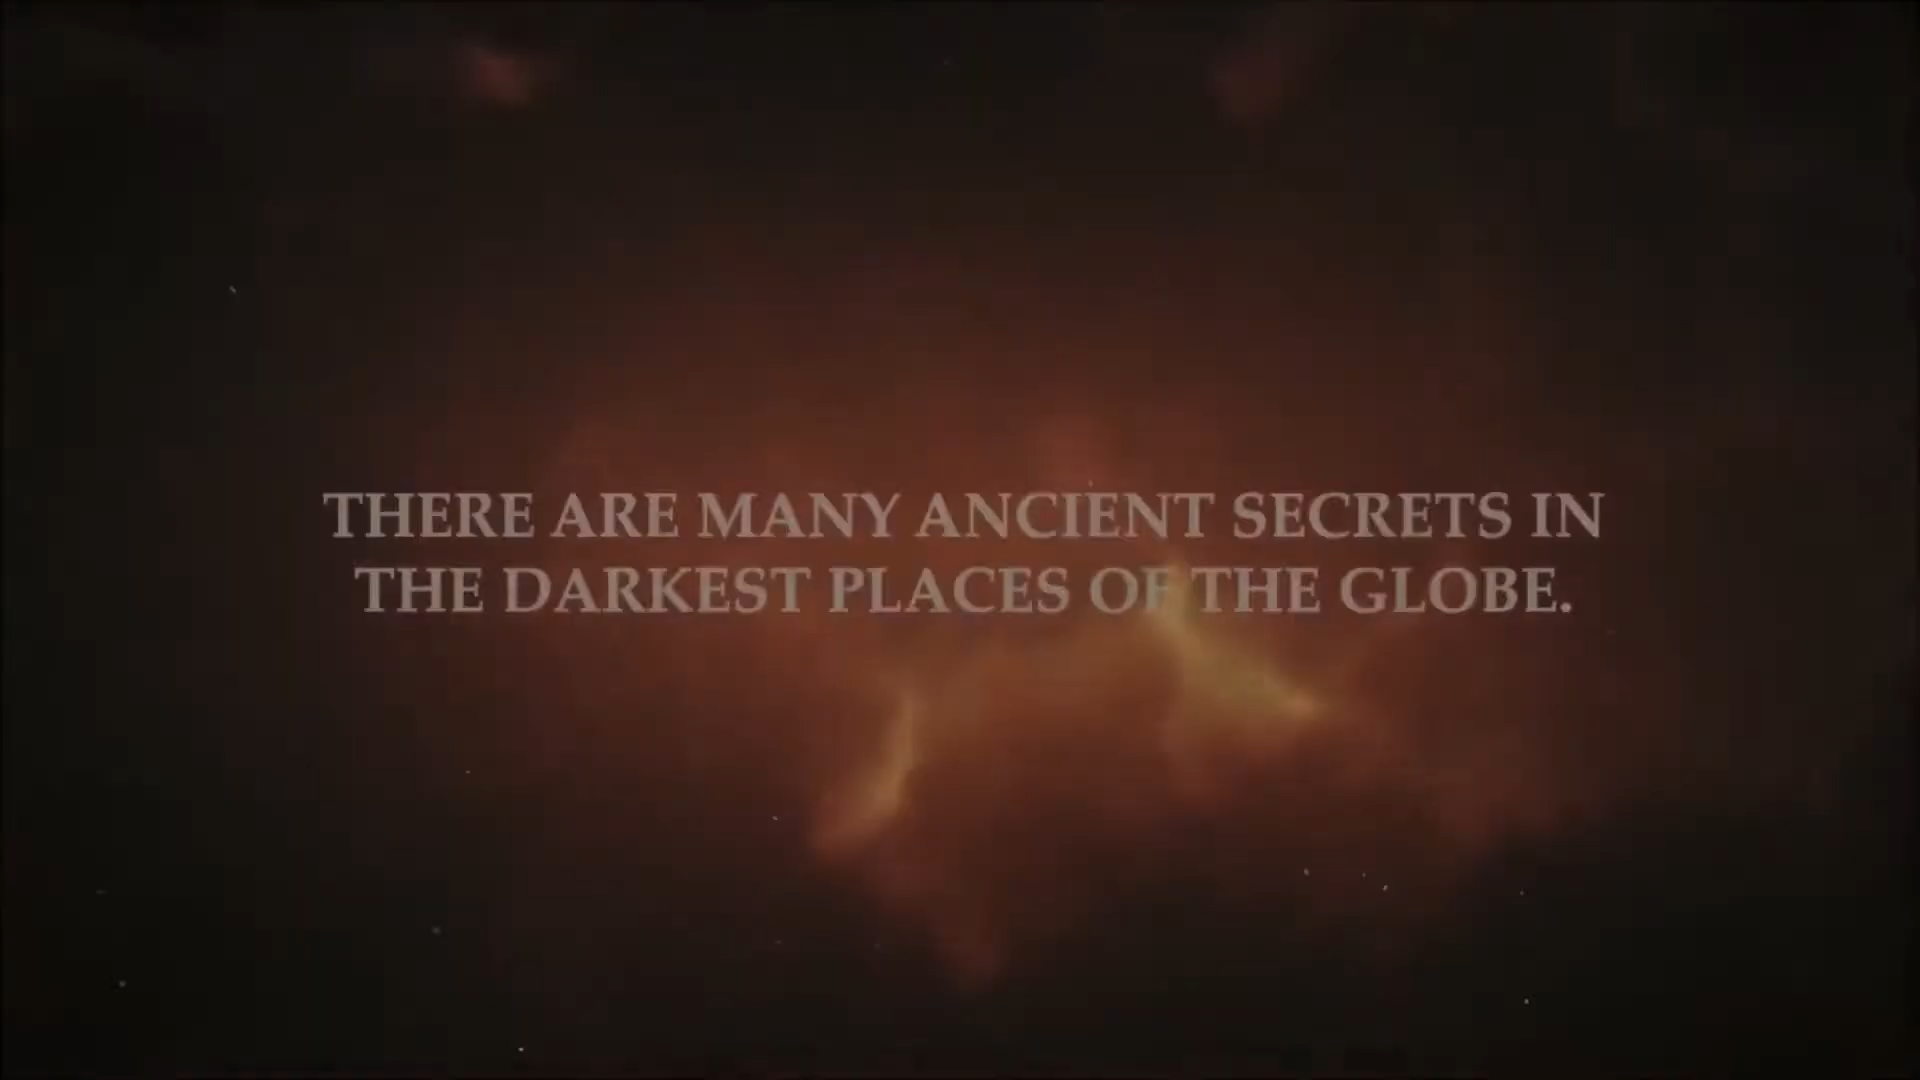 THERE ARE MANY ANCIENT SECRETS IN
THE DARKEST PLACES OF THE GLOBE.